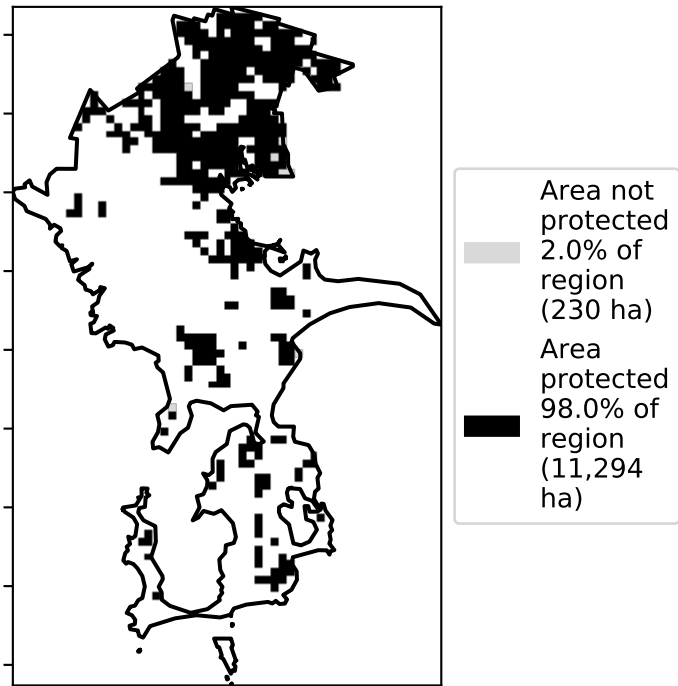 Area not
protected
2.0% of
region
(230 ha)
Area
protected
98.0% of
region
(11,294
ha)